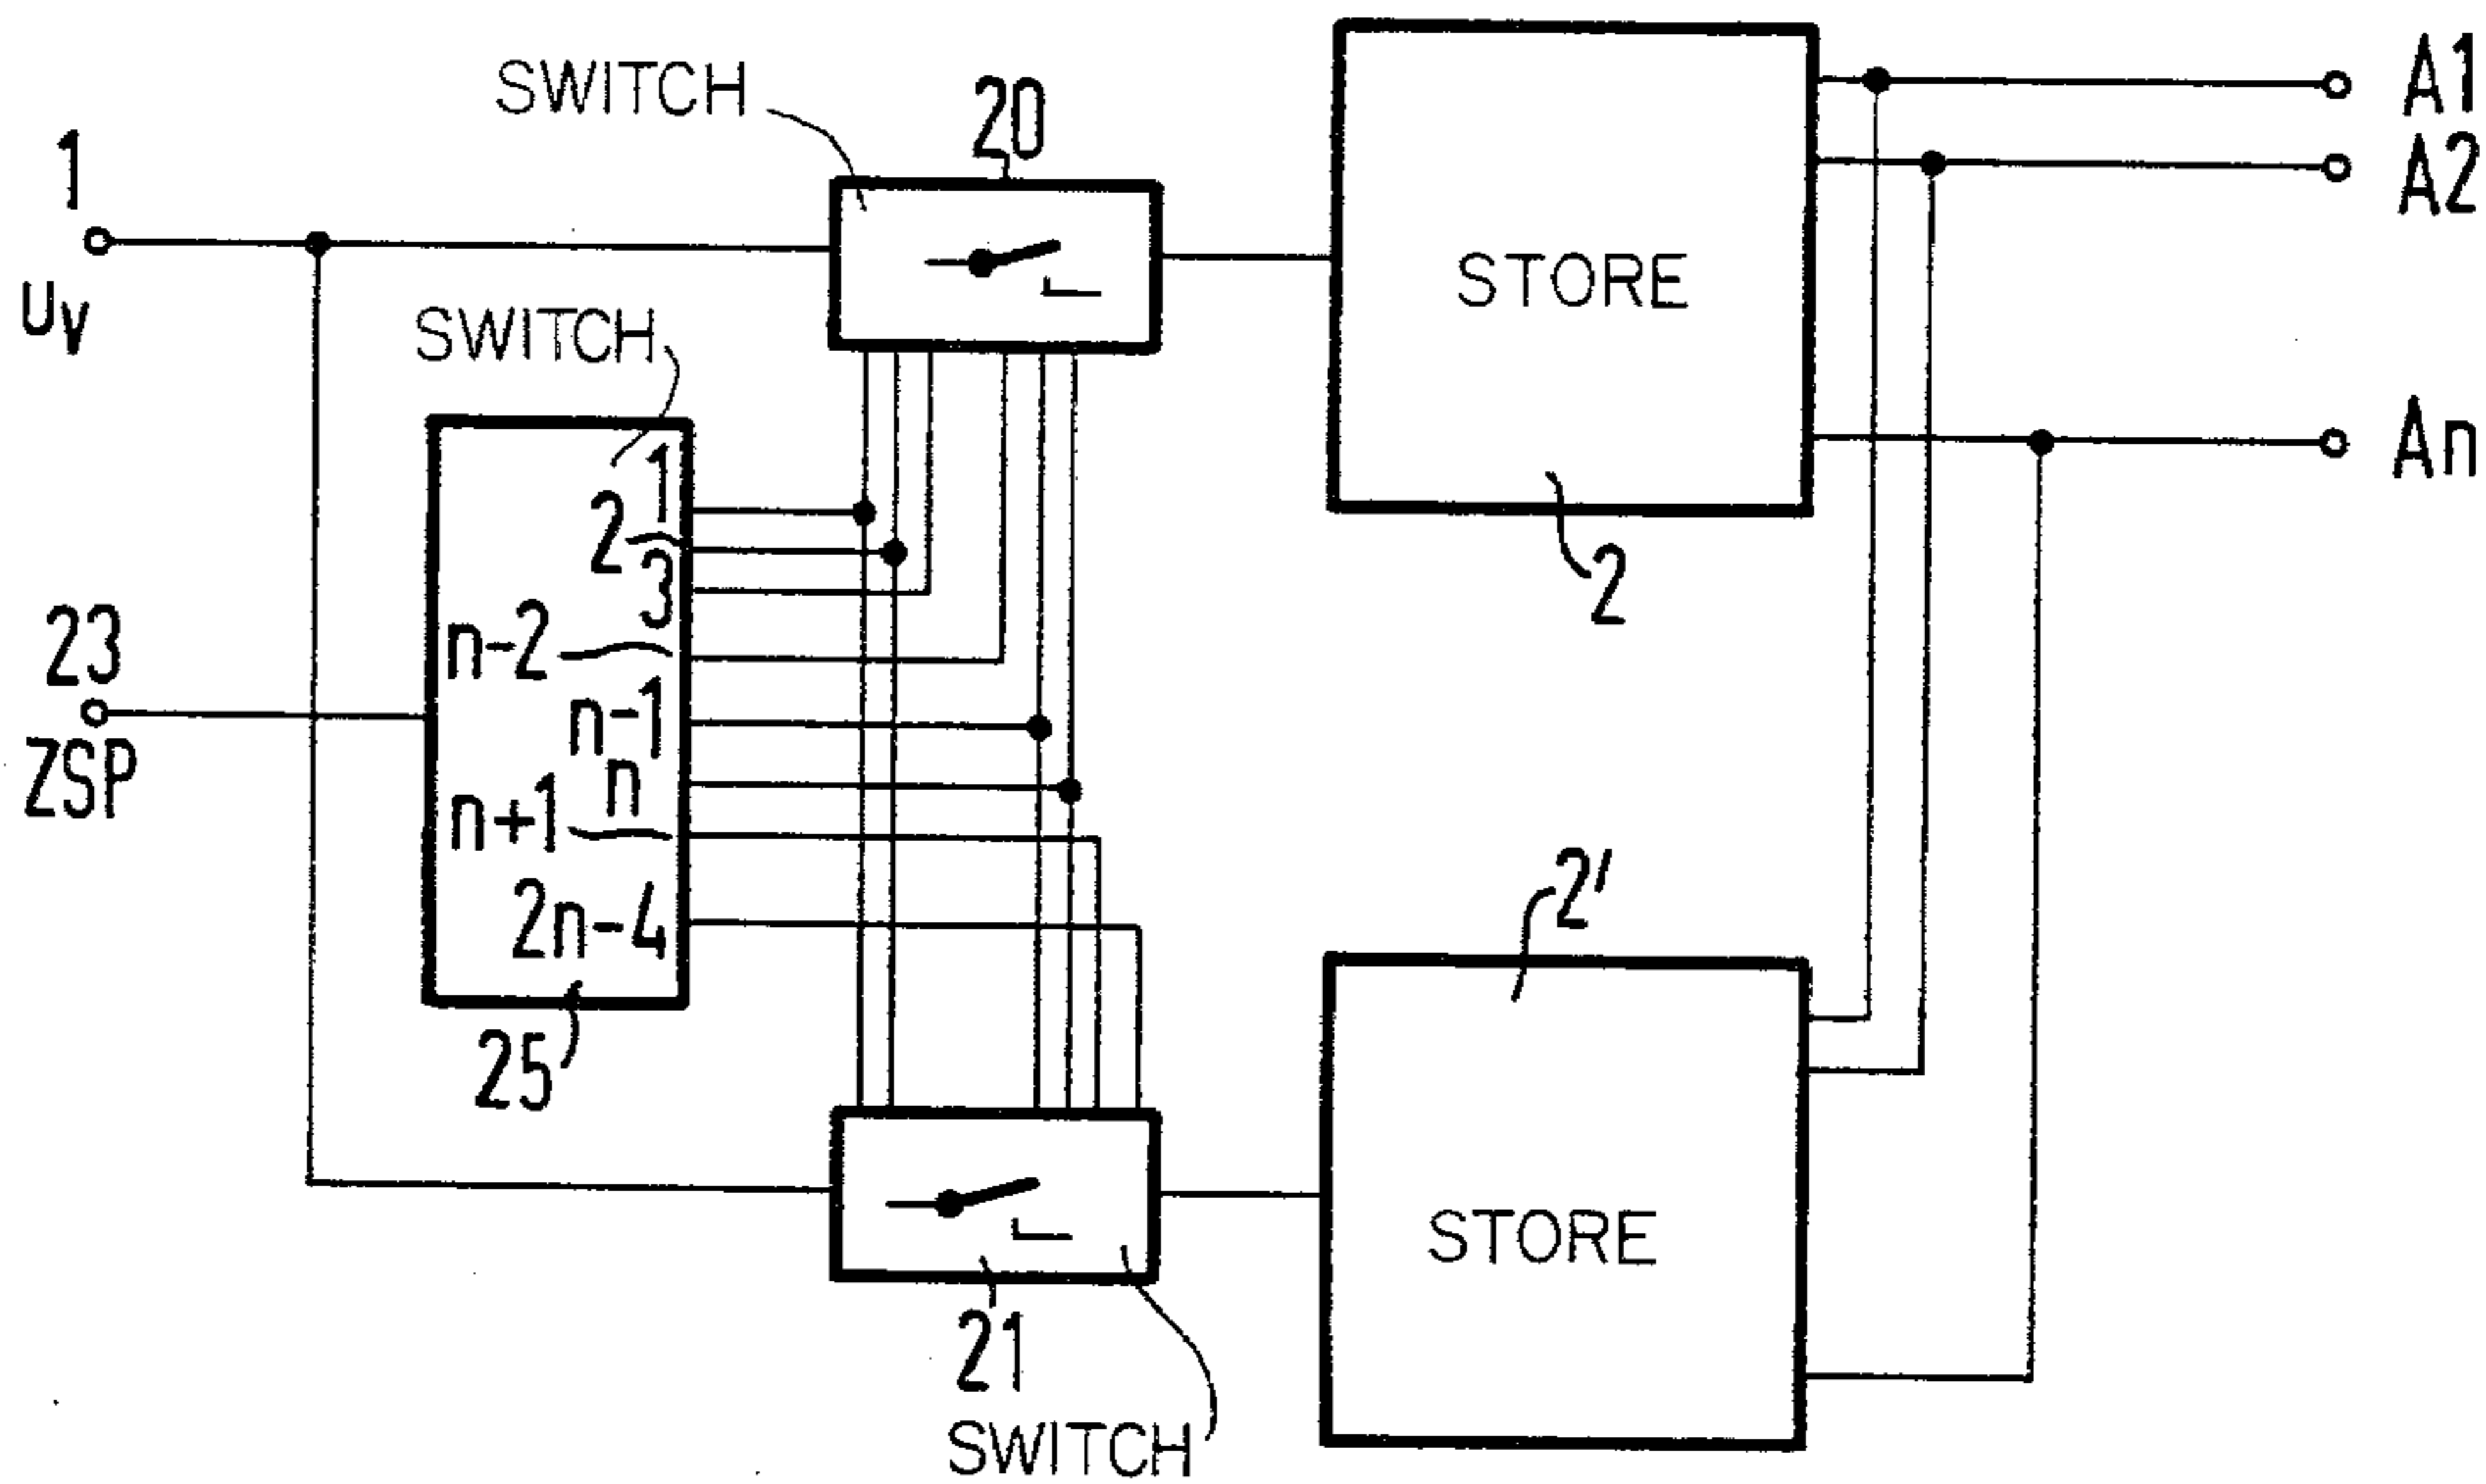 SWITCH
20
A1
A2
1
uv
STORE
SWITCH
An
1
2
3
2
23
n-2
n-1
ZSP
n
n+1
2'
2n-4
25
STORE
21
SWITCH